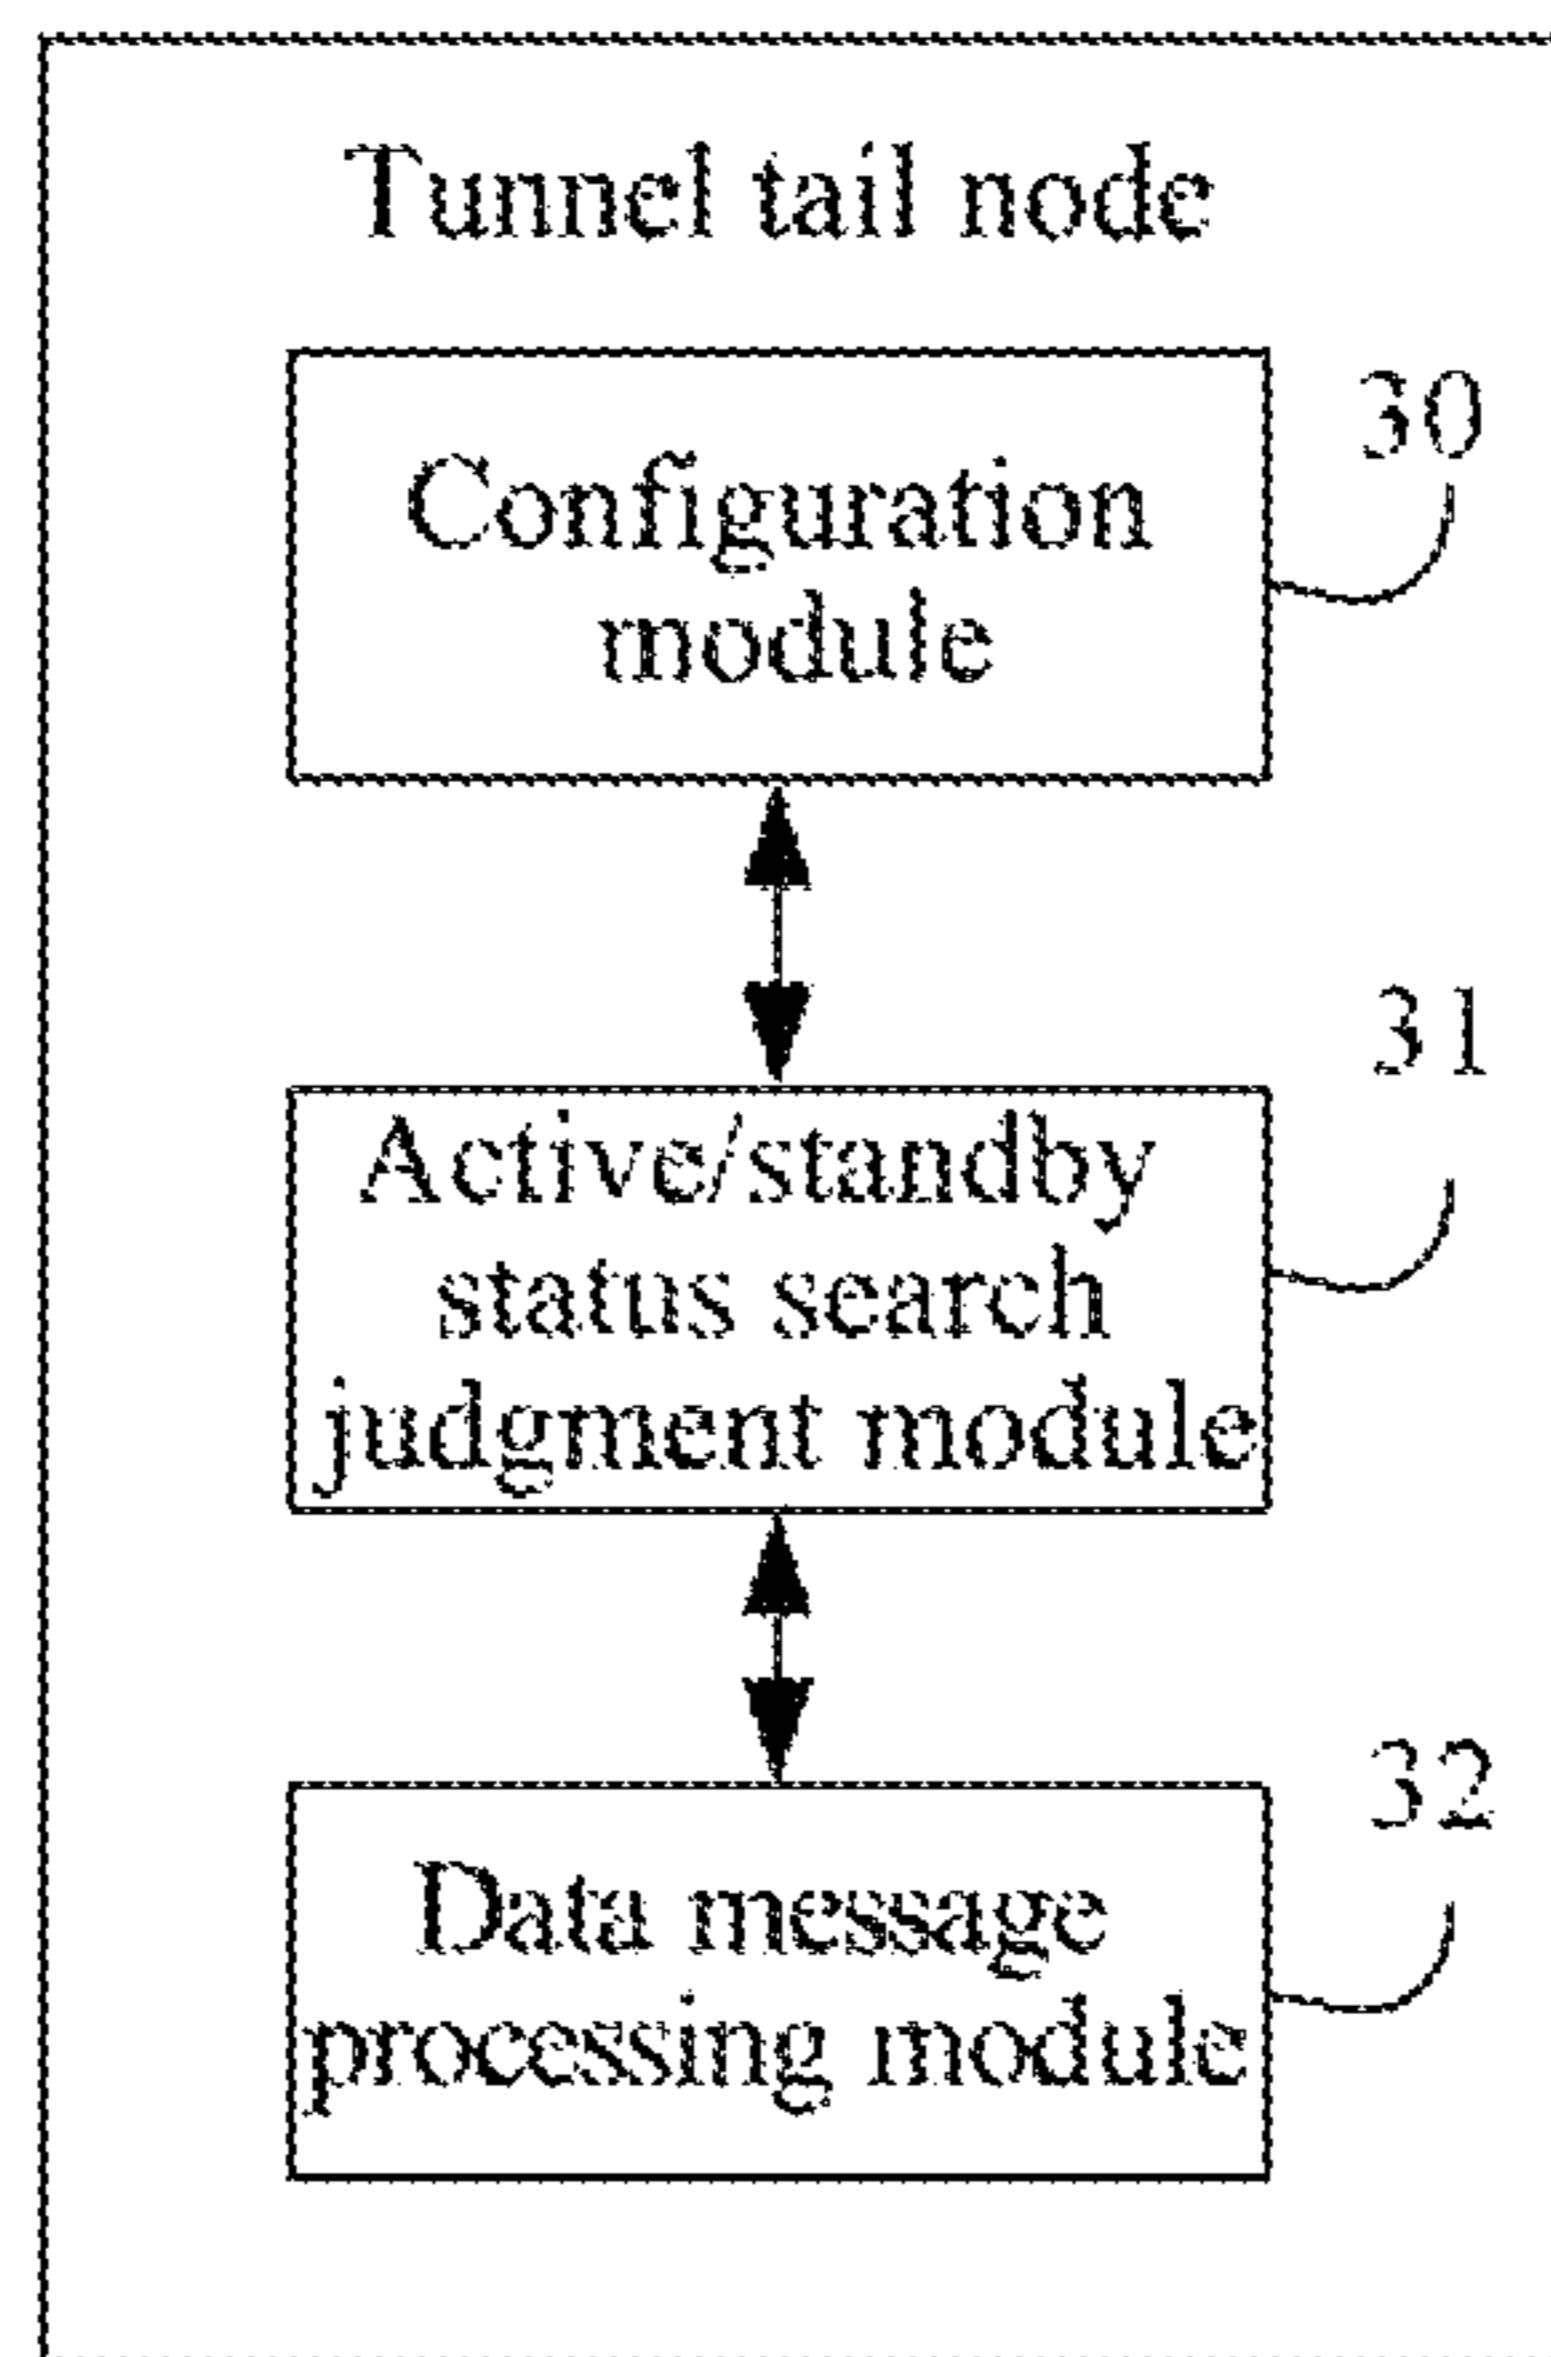 Tunnel tail node
30
Configuration
module
31
Active/standby
status search
judgment module
32
Data message
processing module